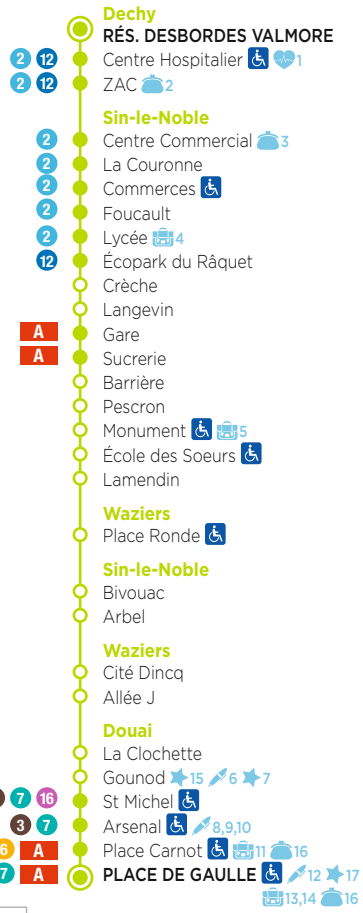 Dechy
RÉS. DESBORDES VALMORE
2 12 Centre Hospitalier 1
2 12 ZAC 2
Sin-le-Noble
2 Centre Commercial 3
2 La Couronne
2 Commerces
2 Foucault
2 Lycée 4
12 Écopark du Râquet
Crèche
Langevin
A Gare
A Sucrerie
Barrière
Pescron
Monument 5
École des Soeurs
Lamendin
Waziers
Place Ronde
Sin-le-Noble
Bivouac
Arbel
Waziers
Cité Dincq
Allée J
Douai
La Clochette
Gounod 15 6 7
7 16 St Michel
3 7 Arsenal 8,9,10
6 A Place Carnot 11 16
7 A PLACE DE GAULLE 12 17
13,14 16